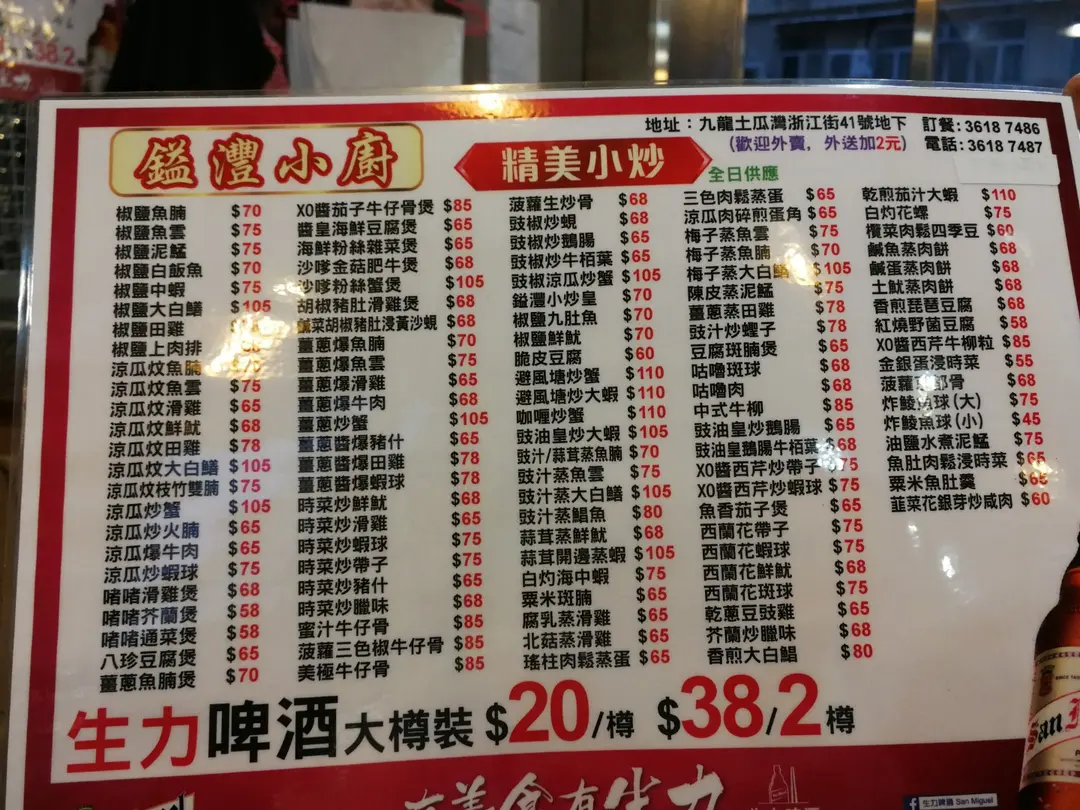 鎰灃小廚
精美小炒
全日供應
地址：九龍土瓜灣浙江街41號地下
訂餐：3618 7486
(歡迎外賣，外送加2元)
電話：3618 7487
椒鹽魚腩 $70
椒鹽魚雲 $75
椒鹽泥鯭 $75
椒鹽白飯魚 $70
椒鹽中蝦 $75
椒鹽大白鱔 $105
椒鹽田雞
椒鹽上肉排
涼瓜炆魚腩
涼瓜炆魚雲 $75
涼瓜炆滑雞 $65
涼瓜炆鮮魷 $68
涼瓜炆田雞 $78
涼瓜炆大白鱔 $105
涼瓜炆枝竹雙腩 $75
涼瓜炒蟹 $105
涼瓜炒火腩 $65
涼瓜爆牛肉 $65
涼瓜炒蝦球 $75
啫啫滑雞煲 $68
啫啫芥蘭煲 $58
啫啫通菜煲 $58
八珍豆腐煲 $65
薑蔥魚腩煲 $70
XO醬茄子牛仔骨煲 $85
醬皇海鮮豆腐煲 $65
海鮮粉絲雜菜煲 $65
沙嗲金菇肥牛煲 $68
沙嗲粉絲蟹煲 $105
胡椒豬肚滑雞煲 $68
鹹菜胡椒豬肚浸黃沙蜆 $68
薑蔥爆魚腩 $70
薑蔥爆魚雲 $75
薑蔥爆滑雞 $65
薑蔥爆牛肉 $68
薑蔥炒蟹 $105
薑蔥醬爆豬什 $65
薑蔥醬爆田雞 $78
薑蔥醬爆蝦球 $78
時菜炒鮮魷 $68
時菜炒滑雞 $65
時菜炒蝦球 $75
時菜炒帶子 $75
時菜炒豬什 $65
時菜炒臘味 $68
蜜汁牛仔骨 $85
菠蘿三色椒牛仔骨 $85
美極牛仔骨 $85
菠蘿生炒骨 $68
豉椒炒蜆 $68
豉椒炒鵝腸 $65
豉椒炒牛栢葉 $65
豉椒涼瓜炒蟹 $105
鎰灃小炒皇 $70
椒鹽九肚魚 $70
椒鹽鮮魷 $70
脆皮豆腐 $60
避風塘炒蟹 $110
避風塘炒大蝦 $110
咖喱炒蟹 $110
豉油皇炒大蝦 $105
豉汁/蒜茸蒸魚腩 $70
豉汁蒸魚雲 $75
豉汁蒸大白鱔 $105
豉汁蒸鯧魚 $80
蒜茸蒸鮮魷 $68
蒜茸開邊蒸蝦 $105
白灼海中蝦 $75
粟米斑腩 $65
腐乳蒸滑雞 $65
北菇蒸滑雞 $65
瑤柱肉鬆蒸蛋 $65
三色肉鬆蒸蛋 $65
涼瓜肉碎煎蛋角 $65
梅子蒸魚雲 $75
梅子蒸魚腩 $70
梅子蒸大白鱔 $105
陳皮蒸泥鯭 $75
薑蔥蒸田雞 $78
豉汁炒蟶子 $78
豆腐斑腩煲 $65
咕嚕斑球 $68
咕嚕肉 $68
中式牛柳 $85
豉油皇炒鵝腸 $65
豉油皇鵝腸牛栢葉 $68
XO醬西芹炒帶子 $75
XO醬西芹炒蝦球 $75
魚香茄子煲 $65
西蘭花帶子 $75
西蘭花蝦球 $75
西蘭花鮮魷 $68
西蘭花斑球 $75
乾蔥豆豉雞 $65
芥蘭炒臘味 $68
香煎大白鯧 $80
乾煎茄汁大蝦 $110
白灼花螺 $75
欖菜肉鬆四季豆 $60
鹹魚蒸肉餅 $68
鹹蛋蒸肉餅 $68
土魷蒸肉餅 $68
香煎琵琶豆腐 $68
紅燒野菌豆腐 $58
XO醬西芹牛柳粒 $85
金銀蛋浸時菜 $55
菠蘿骨 $68
炸鯪魚球(大) $75
炸鯪魚球(小) $45
油鹽水煮泥鯭 $75
魚肚肉鬆浸時菜 $65
粟米魚肚羹 $68
韮菜花銀芽炒咸肉 $60
生力啤酒大樽裝 $20/樽 $38/2樽
生力啤酒 San Miguel